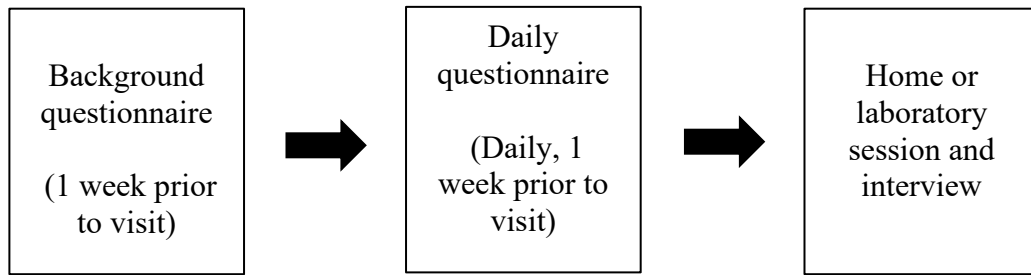 Background
questionnaire
(1 week prior
to visit)
Daily
questionnaire
(Daily, 1
week prior to
visit)
Home or
laboratory
session and
interview